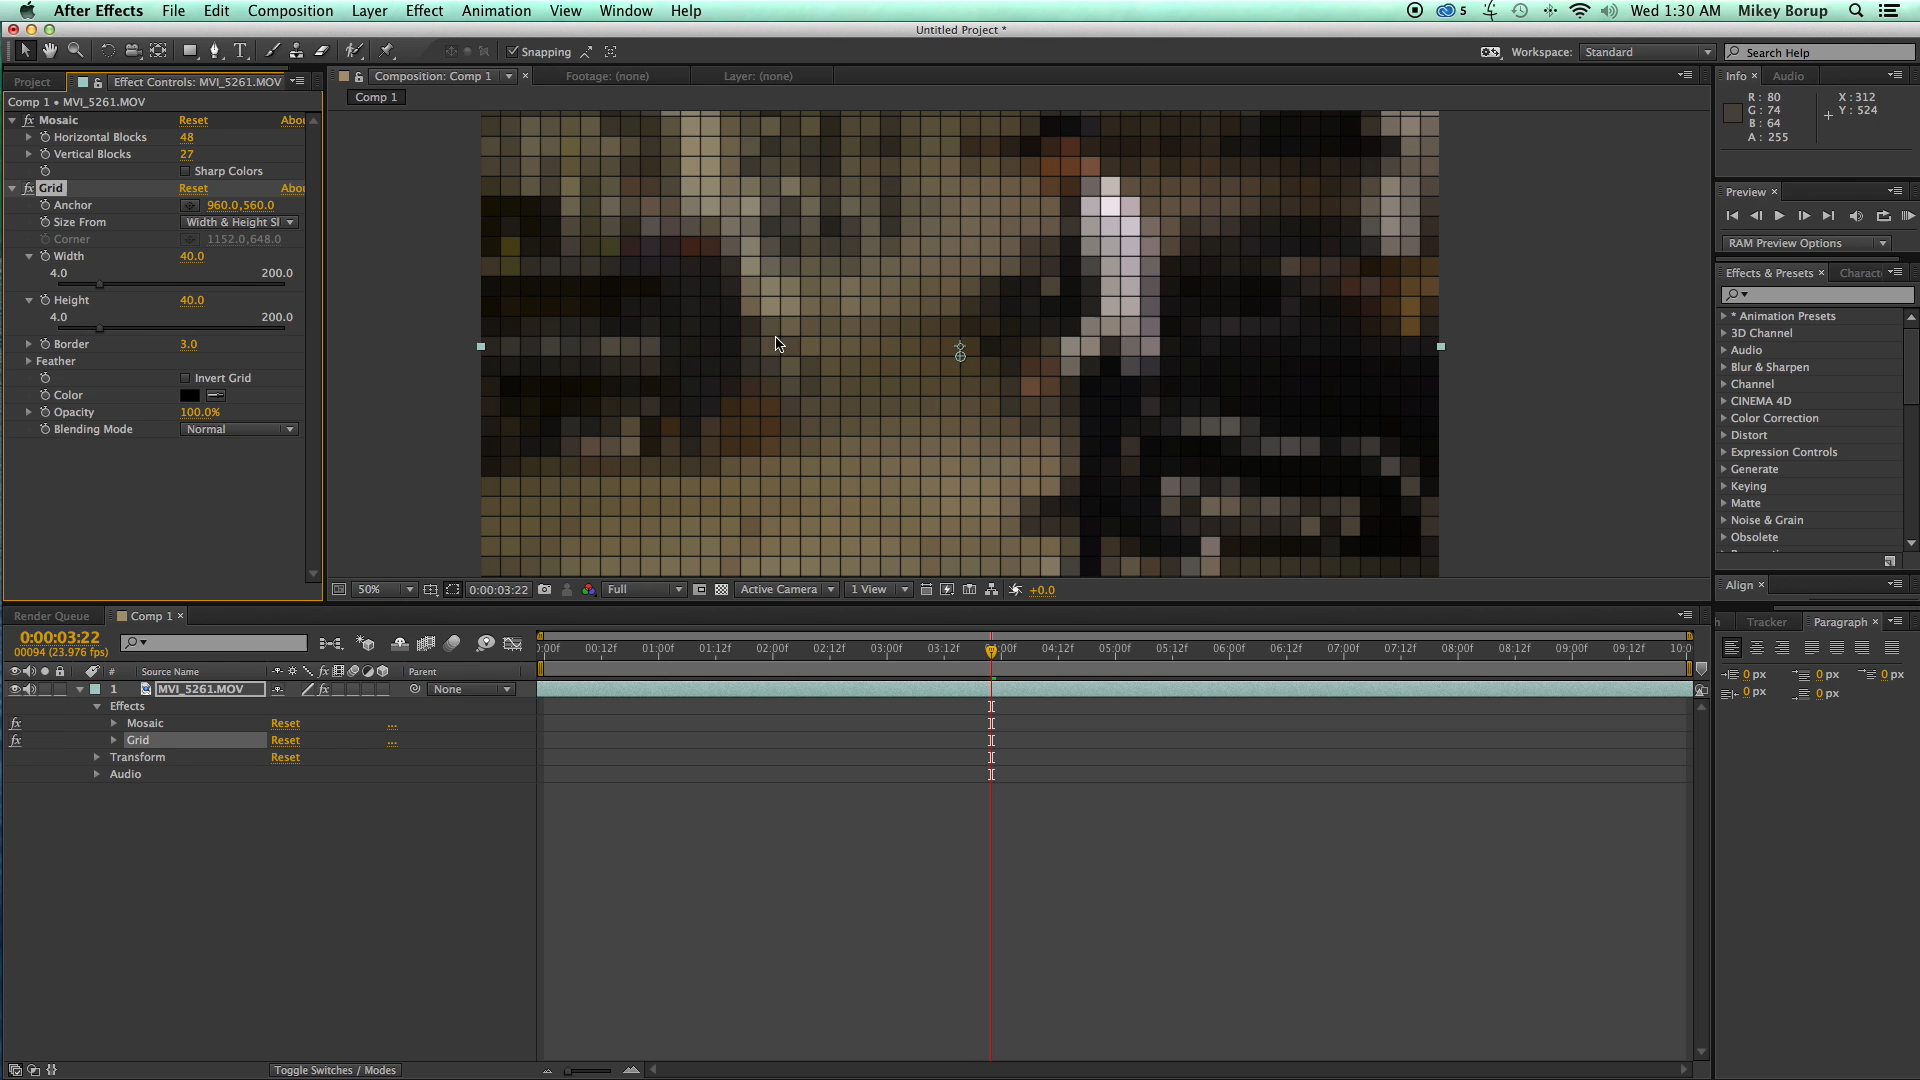 After Effects File Edit Composition Layer Effect Animation View Window Help 5 Wed 1:30 AM Mikey Borup
Untitled Project *
Snapping Workspace: Standard Search Help
Project Effect Controls: MVI_5261.MOV Composition: Comp 1 Footage: (none) Layer: (none) Info Audio
Comp 1 • MVI_5261.MOV
Comp 1
R: 80 X: 312
G: 74 Y: 524
B: 64
A: 255
Mosaic Reset Abou
Horizontal Blocks 48
Vertical Blocks 27
Sharp Colors
Grid Reset Abou
Anchor 960.0,560.0
Size From Width & Height Sl
Corner 1152.0,648.0
Width 40.0
4.0 200.0
Height 40.0
4.0 200.0
Border 3.0
Feather
Invert Grid
Color
Opacity 100.0%
Blending Mode Normal
Preview
RAM Preview Options
Effects & Presets Charact
* Animation Presets
3D Channel
Audio
Blur & Sharpen
Channel
CINEMA 4D
Color Correction
Distort
Expression Controls
Generate
Keying
Matte
Noise & Grain
Obsolete
50% 0:00:03:22 Full Active Camera 1 View +0.0
Align
Render Queue Comp 1
Tracker Paragraph
0:00:03:22
00094 (23.976 fps)
0:00f 00:12f 01:00f 01:12f 02:00f 02:12f 03:00f 03:12f 04:12f 05:00f 05:12f 06:00f 06:12f 07:00f 07:12f 08:00f 08:12f 09:00f 09:12f 10:0
# Source Name Parent
1 MVI_5261.MOV None
Effects
Mosaic Reset ...
Grid Reset ...
Transform Reset
Audio
0 px 0 px 0 px
0 px 0 px
Toggle Switches / Modes